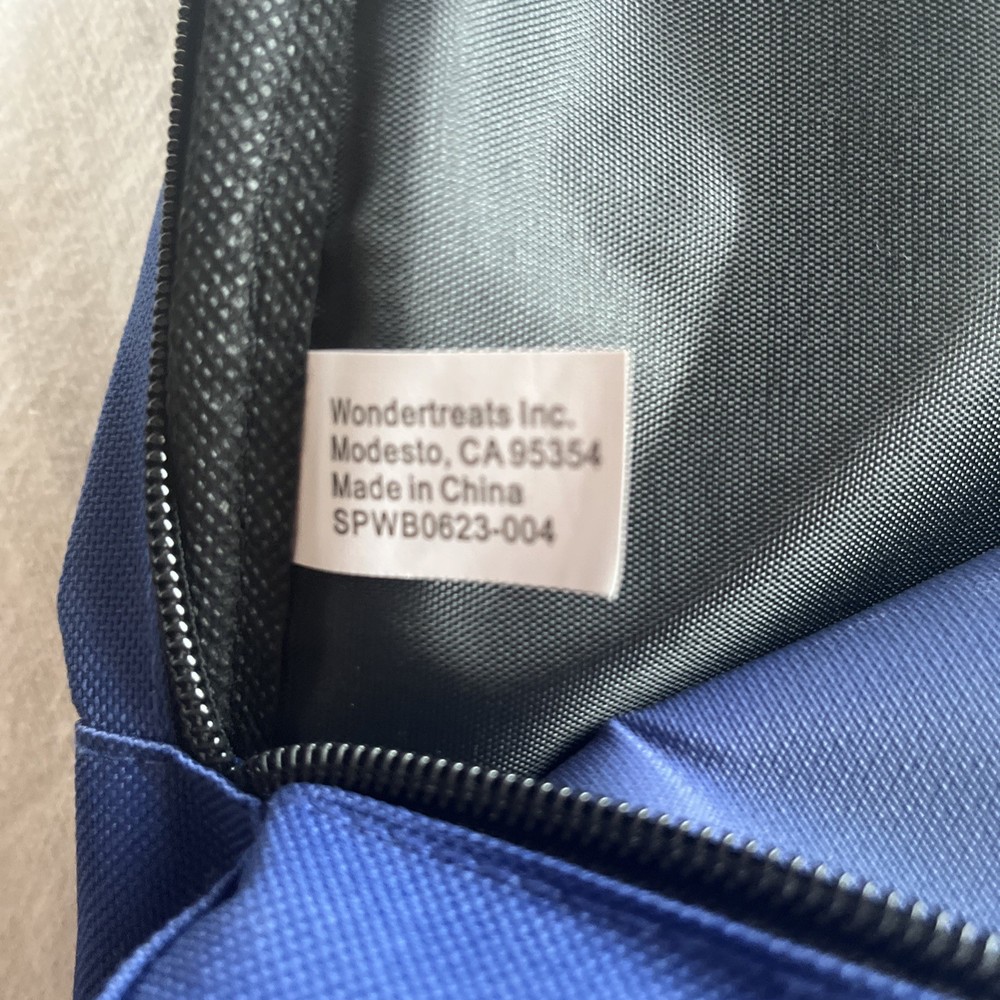 Wondertreats Inc.
Modesto, CA 95354
Made in China
SPWB0623-004